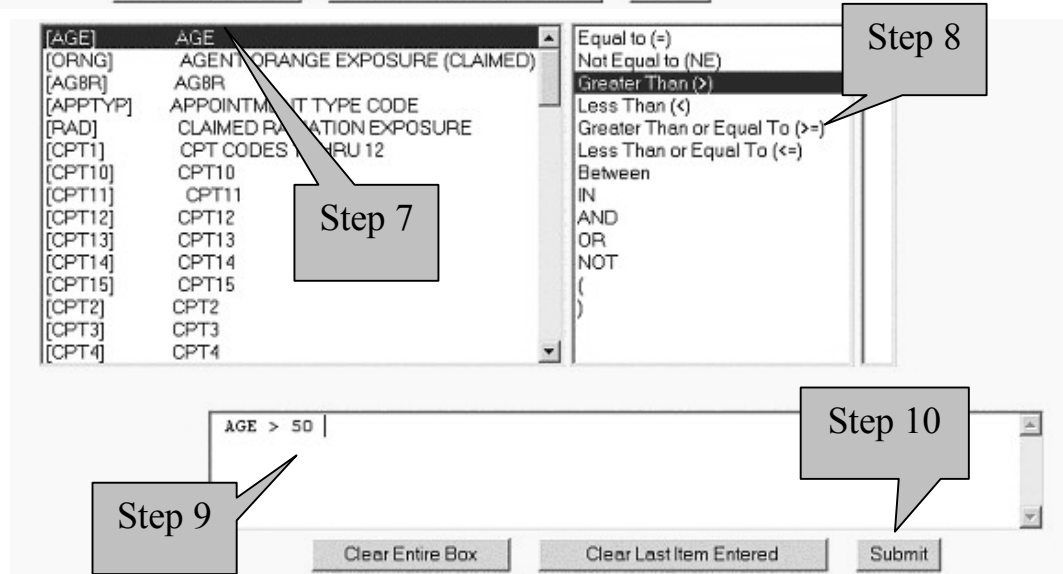 [AGE] AGE
[ORNG] AGENT ORANGE EXPOSURE (CLAIMED)
[AG8R] AG8R
[APPTYP] APPOINTMENT TYPE CODE
[RAD] CLAIMED RADIATION EXPOSURE
[CPT1] CPT CODES 1 THRU 12
[CPT10] CPT10
[CPT11] CPT11
[CPT12] CPT12
[CPT13] CPT13
[CPT14] CPT14
[CPT15] CPT15
[CPT2] CPT2
[CPT3] CPT3
[CPT4] CPT4
Step 7
Equal to (=)
Not Equal to (NE)
Greater Than (>)
Less Than (<)
Greater Than or Equal To (>=)
Less Than or Equal To (<=)
Between
IN
AND
OR
NOT
(
)
Step 8
AGE > 50
Step 9
Step 10
Clear Entire Box
Clear Last Item Entered
Submit